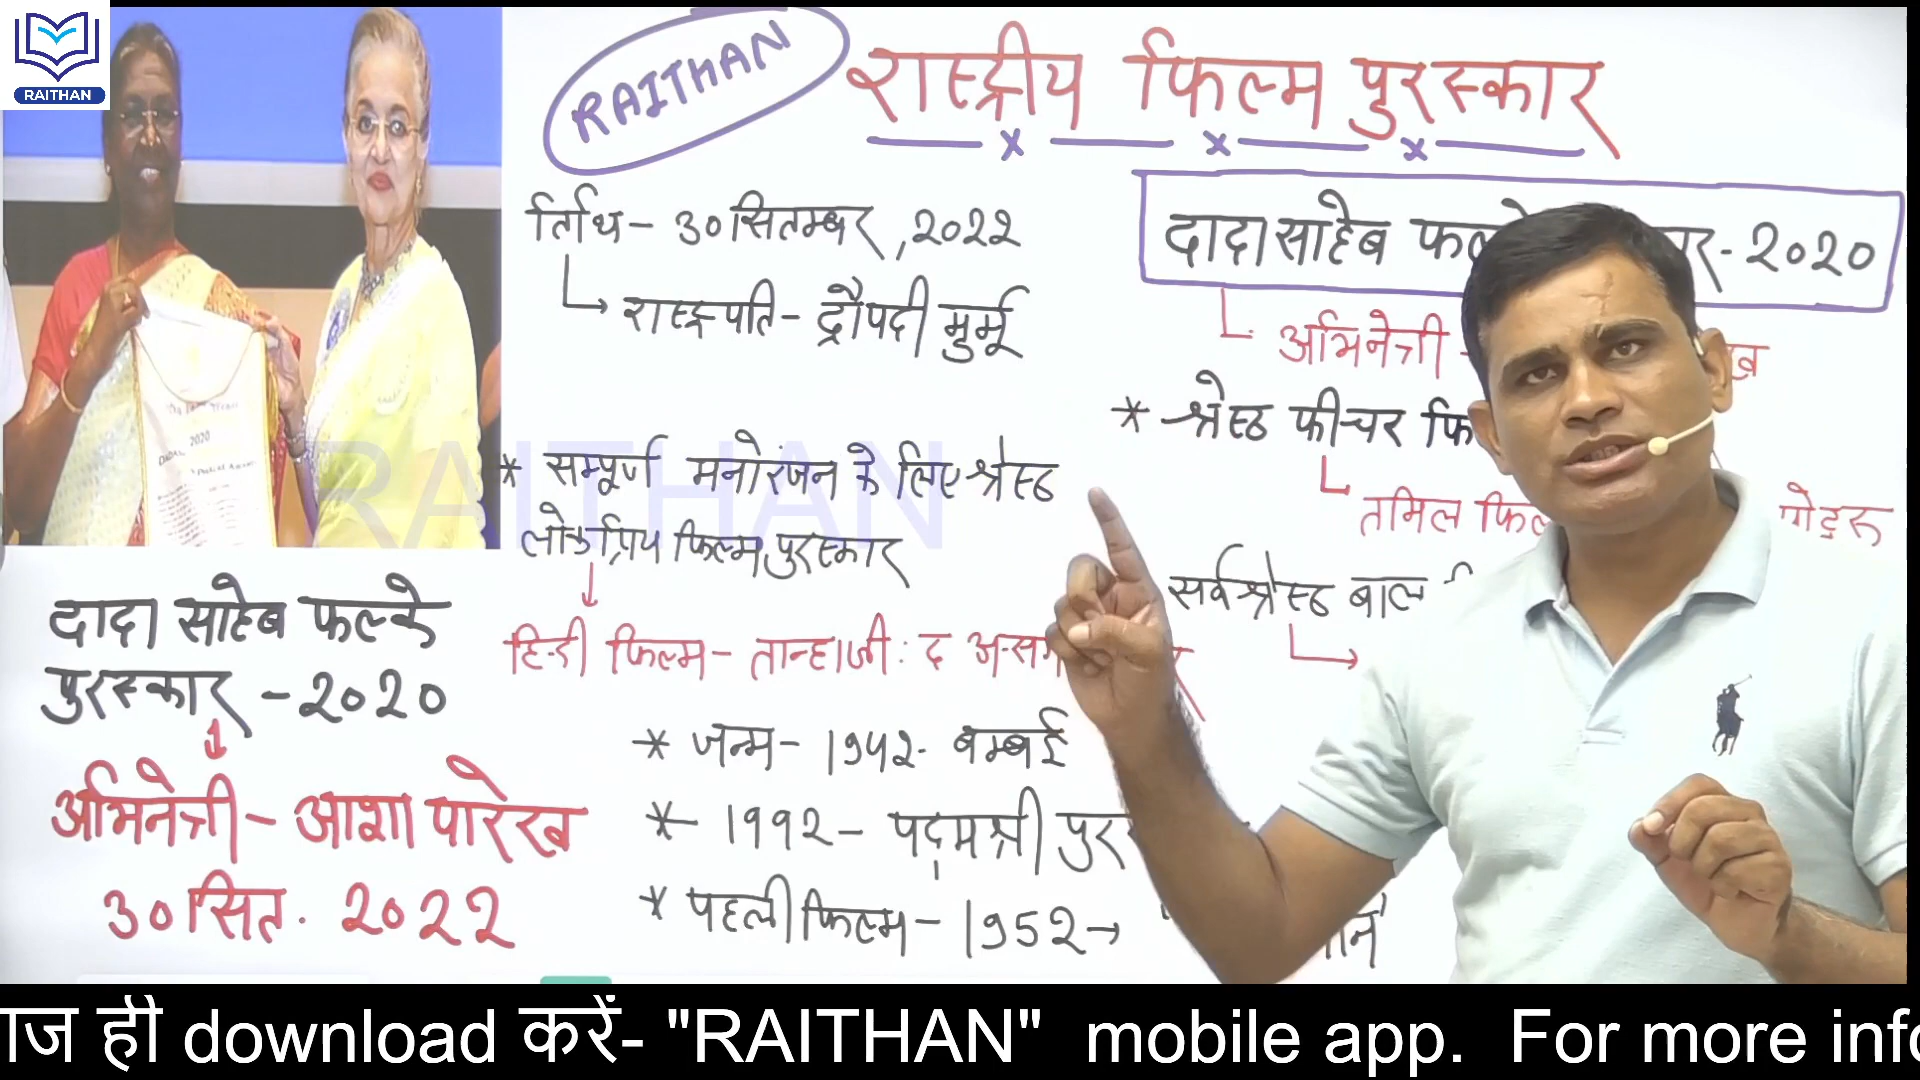 RAITHAN
RAITHAN
राष्ट्रीय फिल्म पुरस्कार
तिथि - 30 सितम्बर, 2022
राष्ट्रपति - द्रौपदी मुर्मू
दादा साहेब - 2020
अभिनेत्री -
* श्रेष्ठ फीचर
तमिल
* सम्पूर्ण मनोरंजन के लिए श्रेष्ठ
लोकप्रिय फिल्म पुरस्कार
हिन्दी फिल्म - तान्हाजी : द
सर्वश्रेष्ठ बाल
RAITHAN
2020
दादा साहेब फाल्के
पुरस्कार - 2020
अभिनेत्री - आशा पारेख
30 सित. 2022
* जन्म - 1942 - बम्बई
* 1992 - पद्मश्री
* पहली फिल्म - 1952 →
ही download करें- "RAITHAN" mobile app. For more